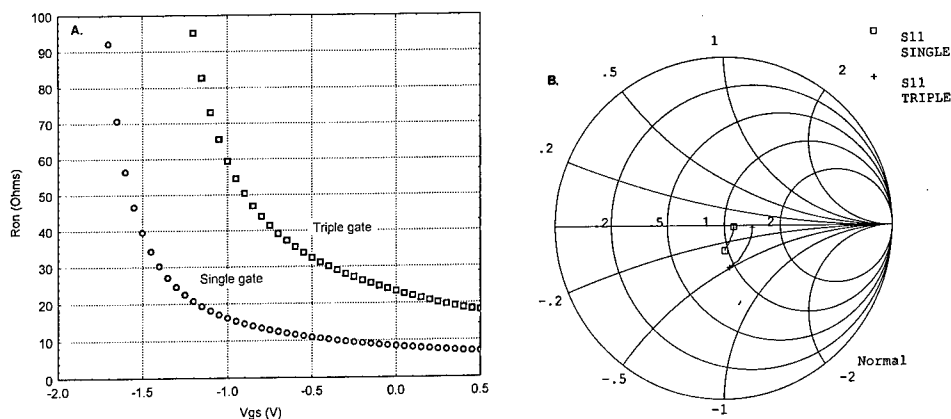 A.
100
90
80
70
60
50
40
30
20
10
0
Ron (Ohms)
Triple gate
Single gate
-2.0 -1.5 -1.0 -0.5 0.0 0.5
Vgs (V)
B.
S11
SINGLE
S11
TRIPLE
1
.5
2
.2
.2 .5 1 2
-.2
-.5
-2
-1
Normal